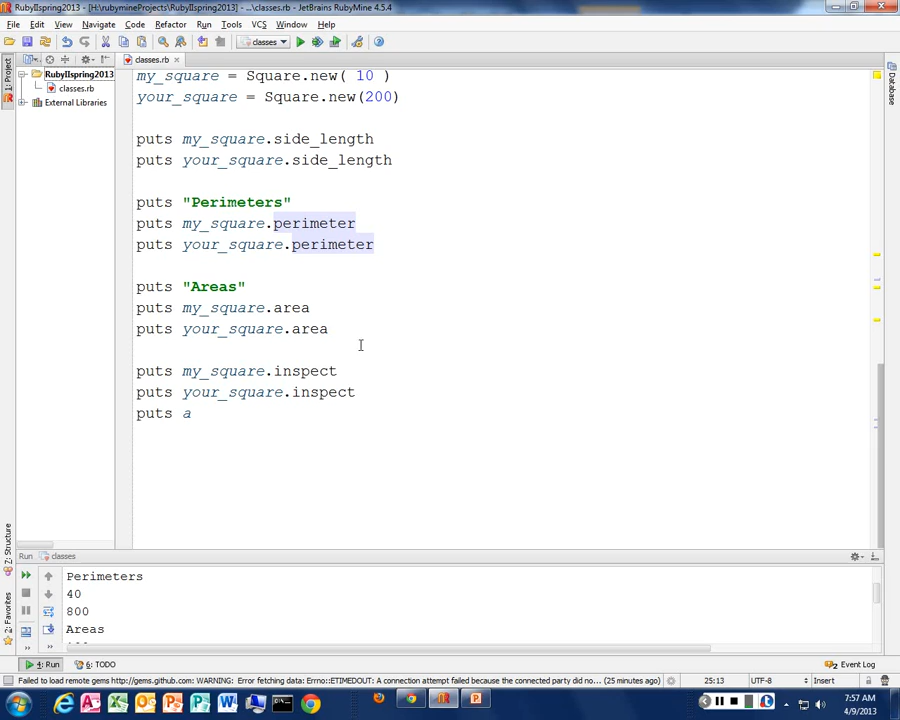 RubyIIspring2013 - [H:\rubymineProjects\RubyIIspring2013] - ...\classes.rb - JetBrains RubyMine 4.5.4
File Edit View Navigate Code Refactor Run Tools VCS Window Help
classes
1: Project
classes.rb
Database
RubyIIspring2013
classes.rb
External Libraries
my_square = Square.new( 10 )
your_square = Square.new(200)
puts my_square.side_length
puts your_square.side_length
puts "Perimeters"
puts my_square.perimeter
puts your_square.perimeter
puts "Areas"
puts my_square.area
puts your_square.area
puts my_square.inspect
puts your_square.inspect
puts a
Z: Structure
2: Favorites
Run classes
Perimeters
40
800
Areas
4: Run 6: TODO Event Log
Failed to load remote gems http://gems.github.com: WARNING: Error fetching data: Errno::ETIMEDOUT: A connection attempt failed because the connected party did no... (25 minutes ago) 25:13 UTF-8 Insert
7:57 AM
4/9/2013